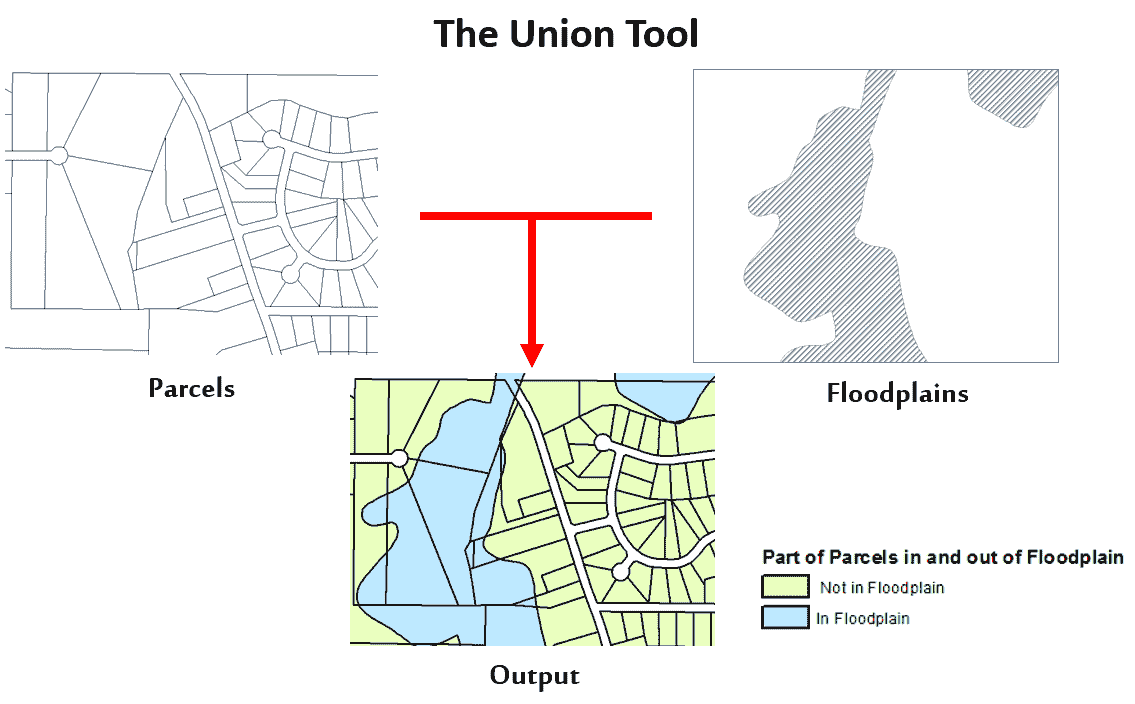 The Union Tool
Parcels
Floodplains
Part of Parcels in and out of Floodplain
Not in Floodplain
In Floodplain
Output